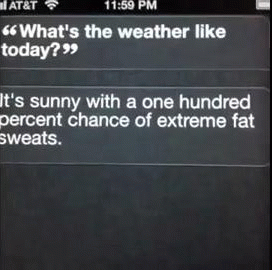 AT&T 11:59 PM
“What's the weather like
today?”
It's sunny with a one hundred
percent chance of extreme fat
sweats.